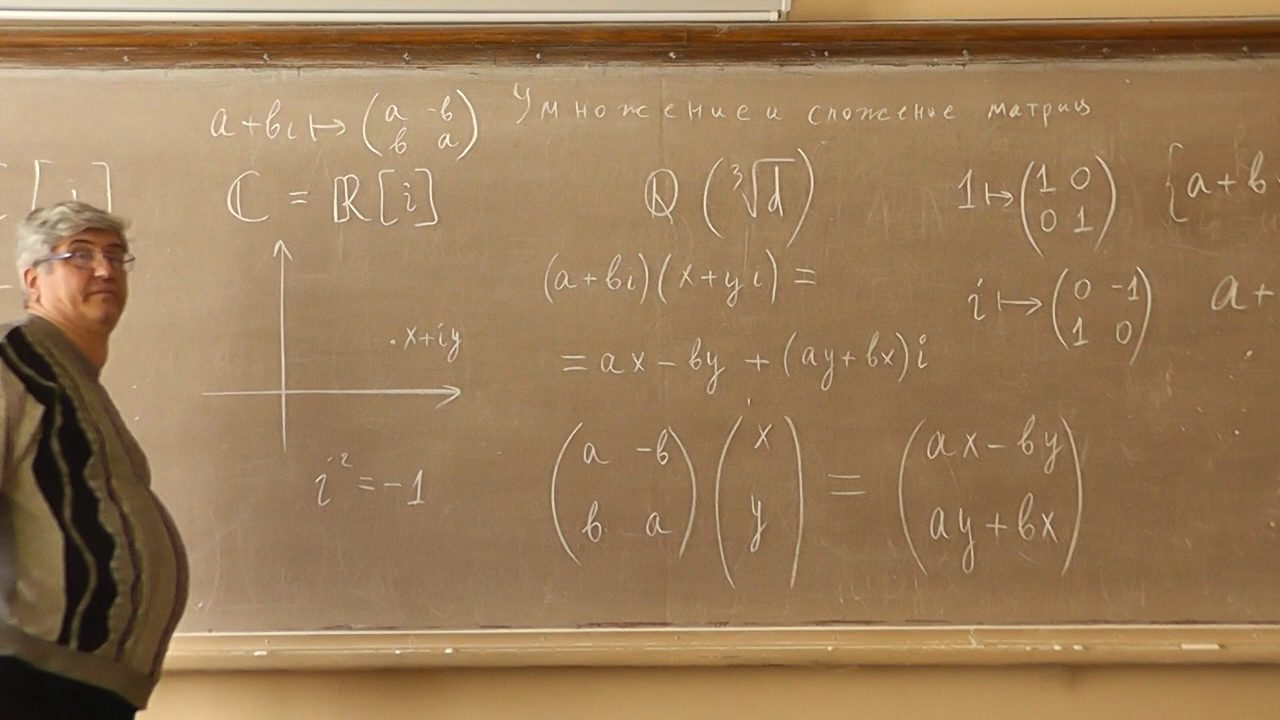 a+bi ↦ (a -b
b a)
Умножение и сложение матриц
ℂ = ℝ[i]
ℚ(∛d)
1 ↦ (1 0
0 1)
{a+b
(a+bi)(x+yi) =
i ↦ (0 -1
1 0)
a+
.x+iy
= ax-by + (ay+bx)i
i² = -1
(a -b
b a) (x
y) = (ax-by
ay+bx)